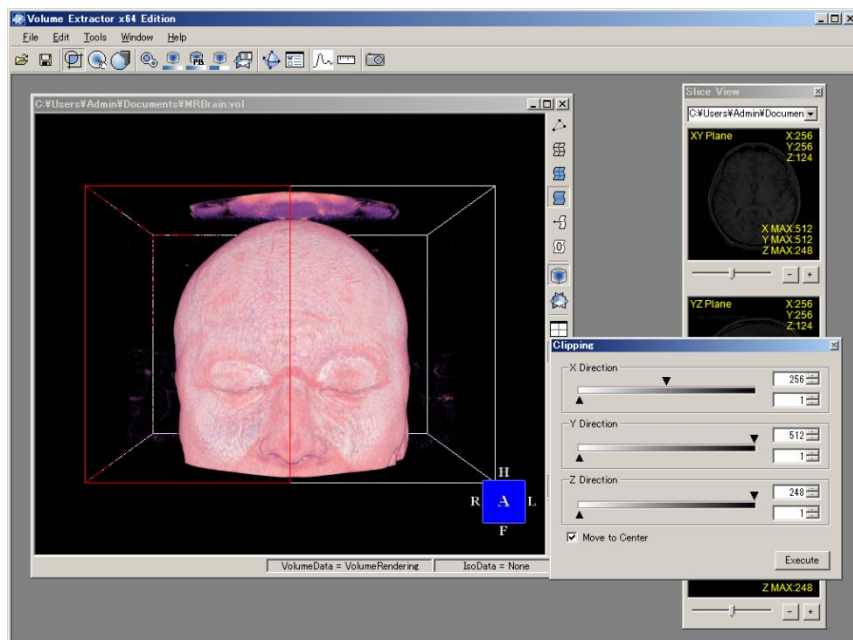 Volume Extractor x64 Edition
File Edit Tools Window Help
PB
C:¥Users¥Admin¥Documents¥MRBrain.vol
H
R A L
F
VolumeData = VolumeRendering
IsoData = None
Slice View
C:¥Users¥Admin¥Documen
XY Plane
X:256
Y:256
Z:124
X MAX:512
Y MAX:512
Z MAX:248
- +
YZ Plane
X:256
Y:256
Z:124
Clipping
X Direction
256
1
Y Direction
512
1
Z Direction
248
1
Move to Center
Execute
Z MAX:248
- +